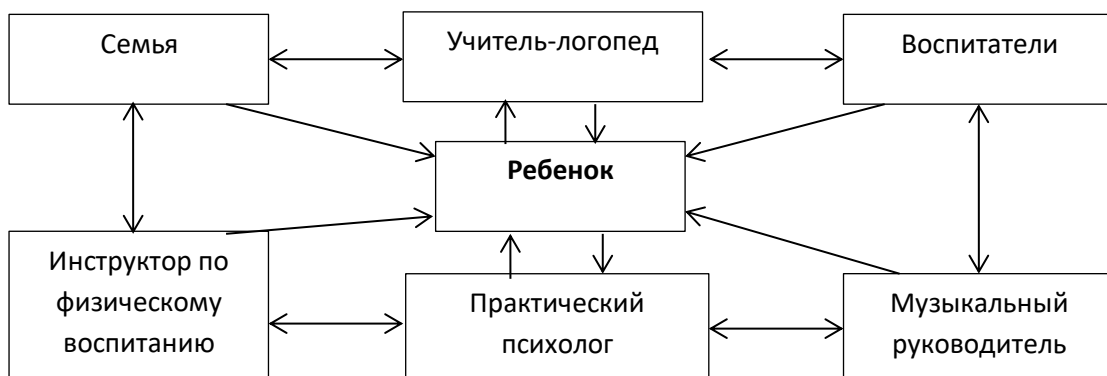 Семья
Учитель-логопед
Воспитатели
Ребенок
Инструктор по
физическому
воспитанию
Практический
психолог
Музыкальный
руководитель